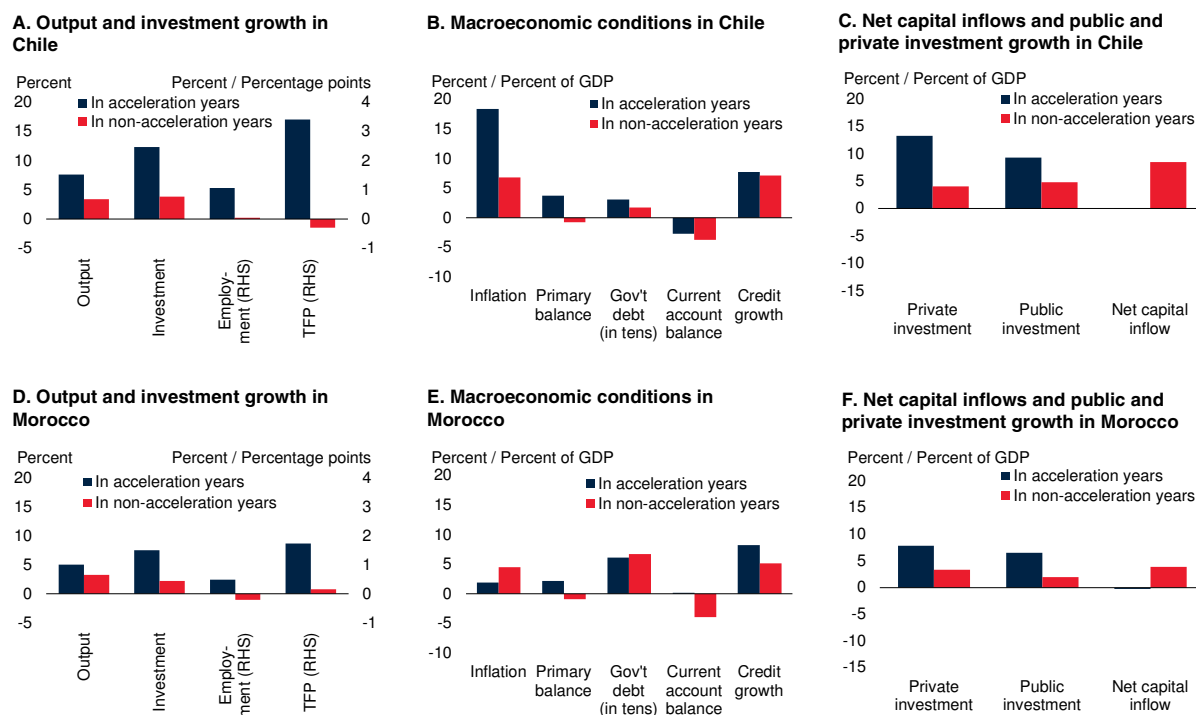 A. Output and investment growth in
Chile
Percent
Percent / Percentage points
In acceleration years
In non-acceleration years
20
15
10
5
0
-5
4
3
2
1
0
-1
Output
Investment
Employ-
ment (RHS)
TFP (RHS)
B. Macroeconomic conditions in Chile
Percent / Percent of GDP
In acceleration years
In non-acceleration years
20
15
10
5
0
-5
-10
Inflation
Primary
balance
Gov't
debt
(in tens)
Current
account
balance
Credit
growth
C. Net capital inflows and public and
private investment growth in Chile
Percent / Percent of GDP
In acceleration years
In non-acceleration years
20
15
10
5
0
-5
-10
-15
Private
investment
Public
investment
Net capital
inflow
D. Output and investment growth in
Morocco
Percent
Percent / Percentage points
In acceleration years
In non-acceleration years
20
15
10
5
0
-5
4
3
2
1
0
-1
Output
Investment
Employ-
ment (RHS)
TFP (RHS)
E. Macroeconomic conditions in
Morocco
Percent / Percent of GDP
In acceleration years
In non-acceleration years
20
15
10
5
0
-5
-10
Inflation
Primary
balance
Gov't
debt
(in tens)
Current
account
balance
Credit
growth
F. Net capital inflows and public and
private investment growth in Morocco
Percent / Percent of GDP
In acceleration years
In non-acceleration years
20
15
10
5
0
-5
-10
-15
Private
investment
Public
investment
Net capital
inflow